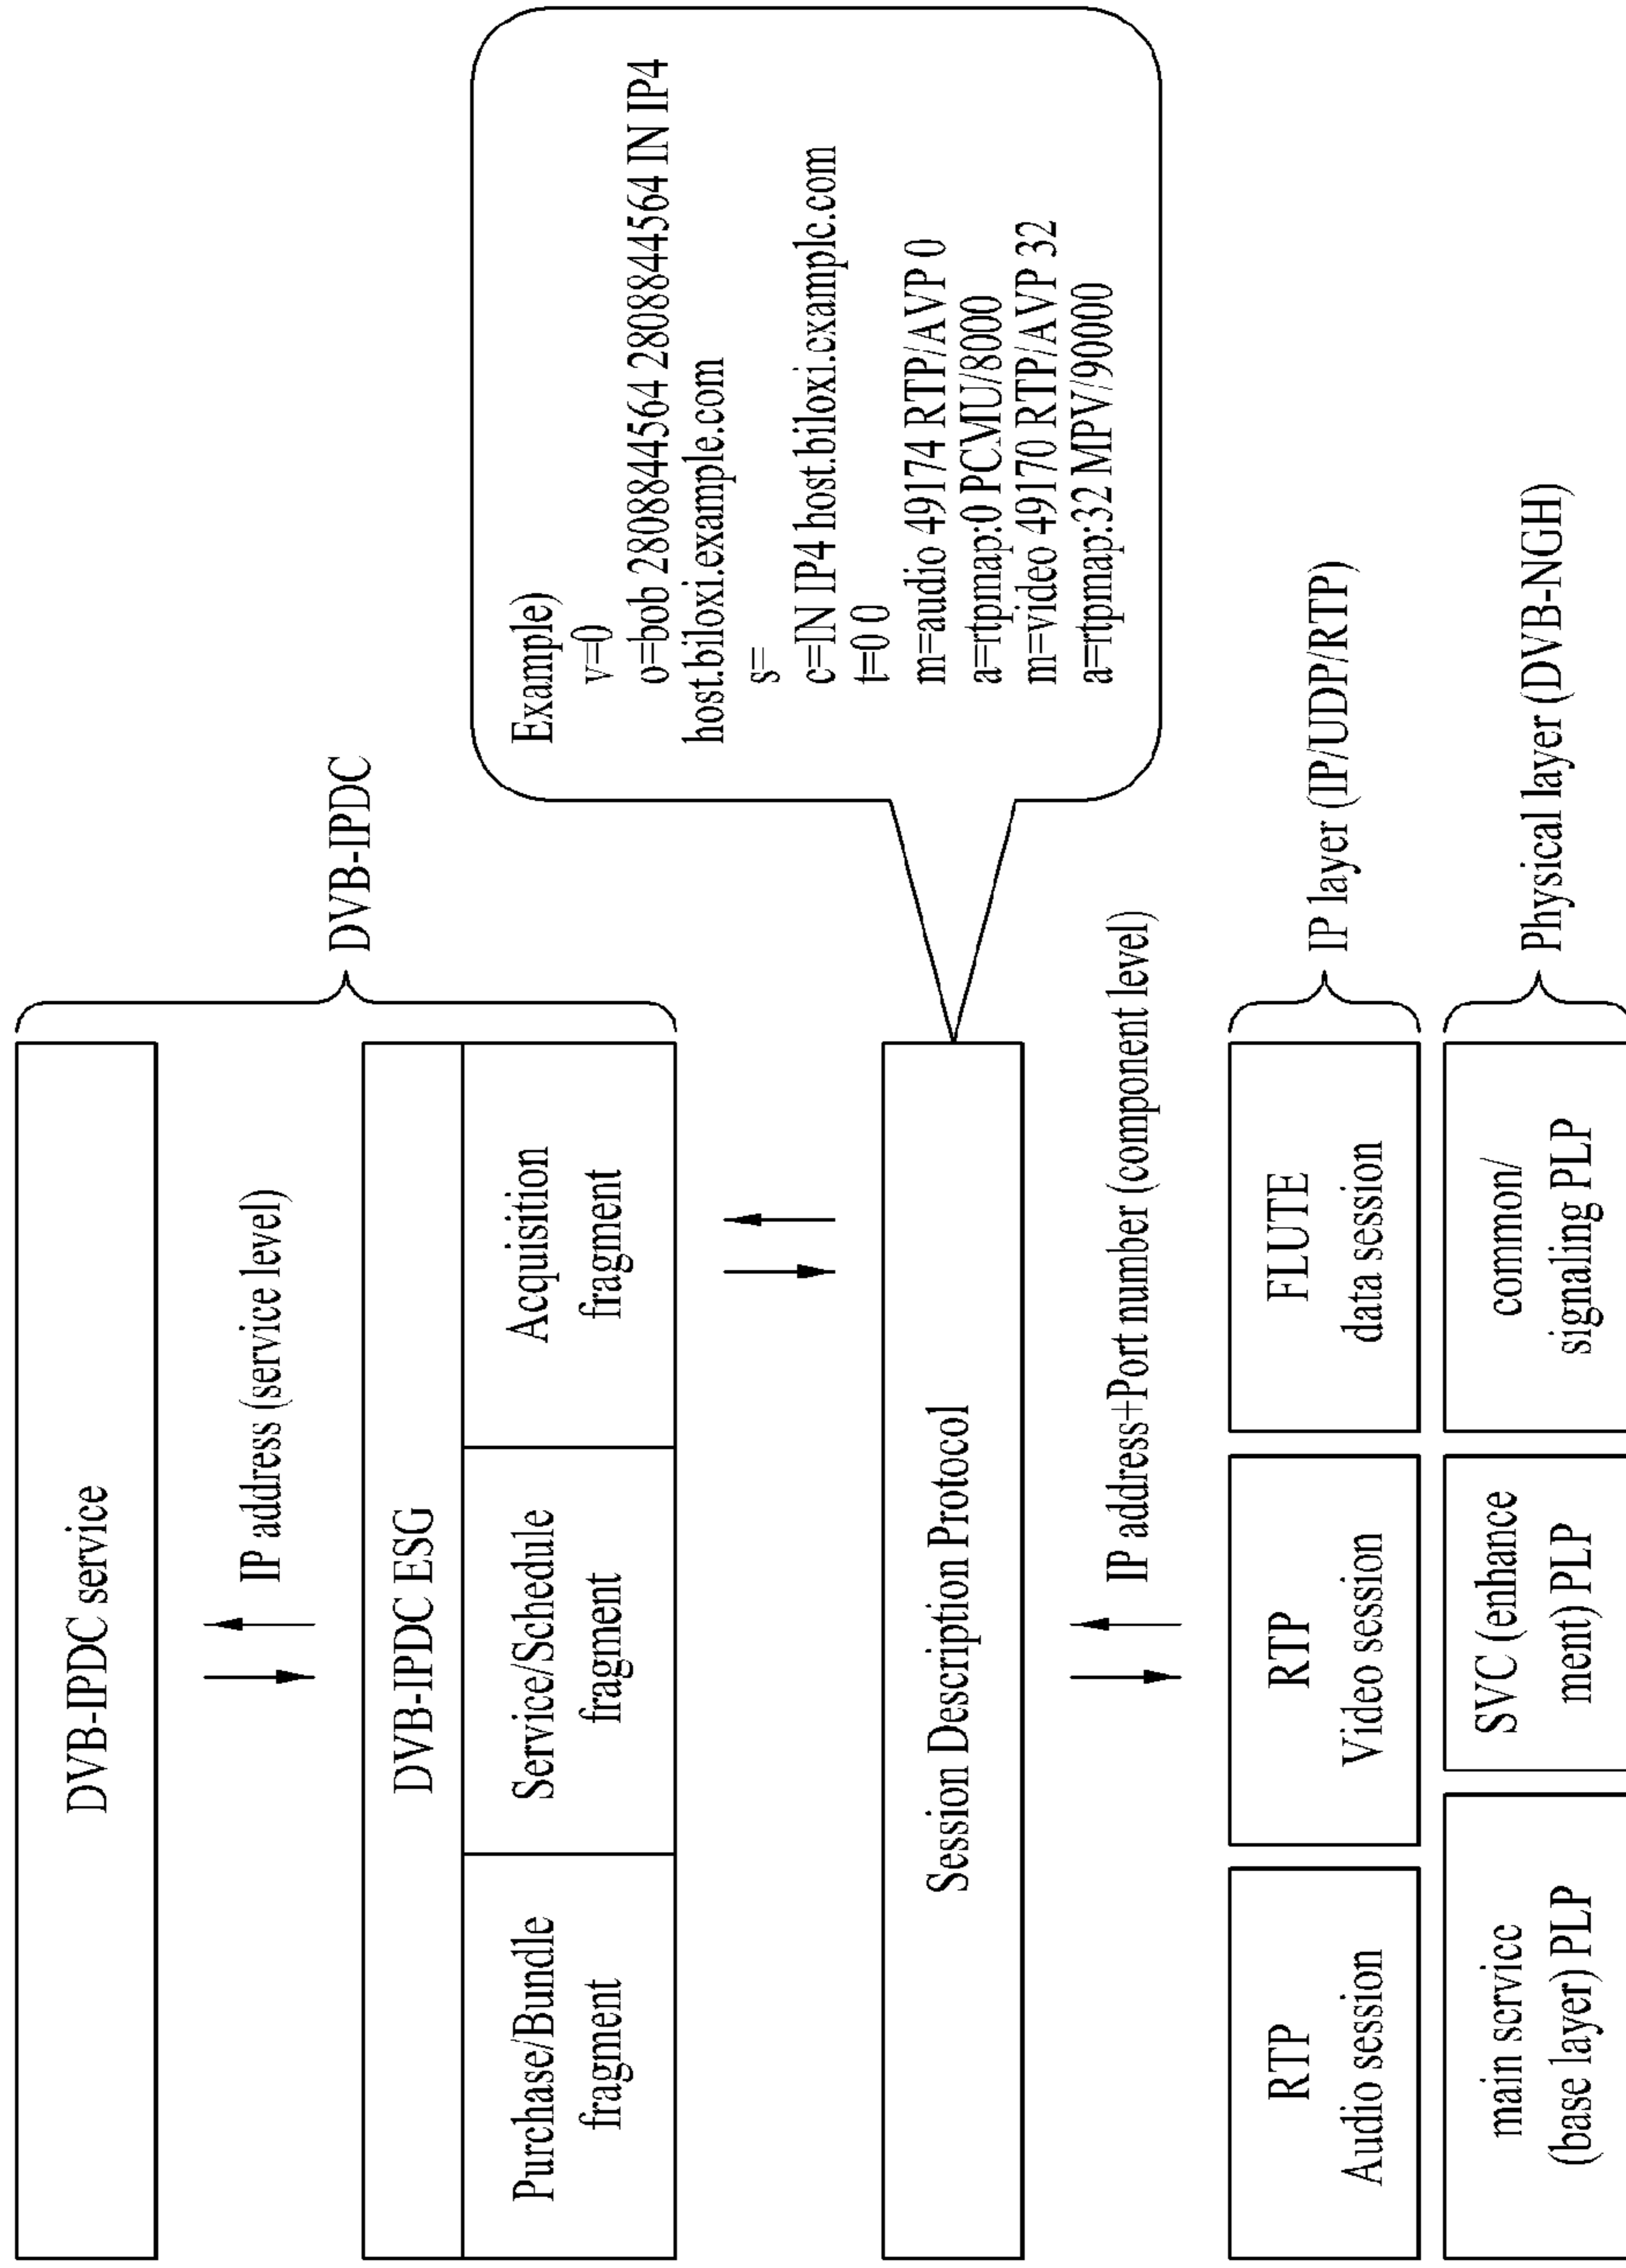 DVB-IPDC service
IP address (service level)
DVB-IPDC
DVB-IPDC ESG
Purchase/Bundle
fragment
Service/Schedule
fragment
Acquisition
fragment
Session Description Protocol
Example)
v=0
o=bob 2808844564 2808844564 IN IP4
host.biloxi.example.com
s=
c=IN IP4 host.biloxi.example.com
t=0 0
m=audio 49174 RTP/AVP 0
a=rtpmap:0 PCMU/8000
m=video 49170 RTP/AVP 32
a=rtpmap:32 MPV/90000
IP address+Port number (component level)
RTP
Audio session
RTP
Video session
FLUTE
data session
IP layer (IP/UDP/RTP)
main service
(base layer) PLP
SVC (enhance
ment) PLP
common/
signaling PLP
Physical layer (DVB-NGH)